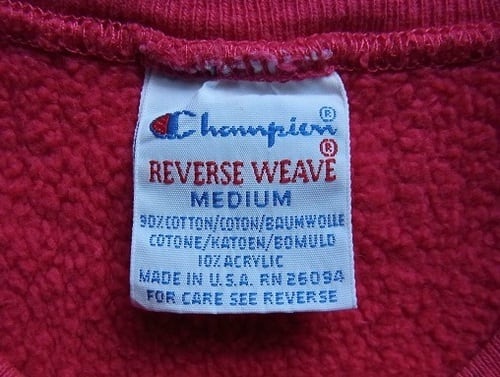 Champion®
REVERSE WEAVE®
MEDIUM
90% COTTON/COTON/BAUMWOLLE
COTONE/KATOEN/BOMULD
10% ACRYLIC
MADE IN U.S.A. RN 26094
FOR CARE SEE REVERSE